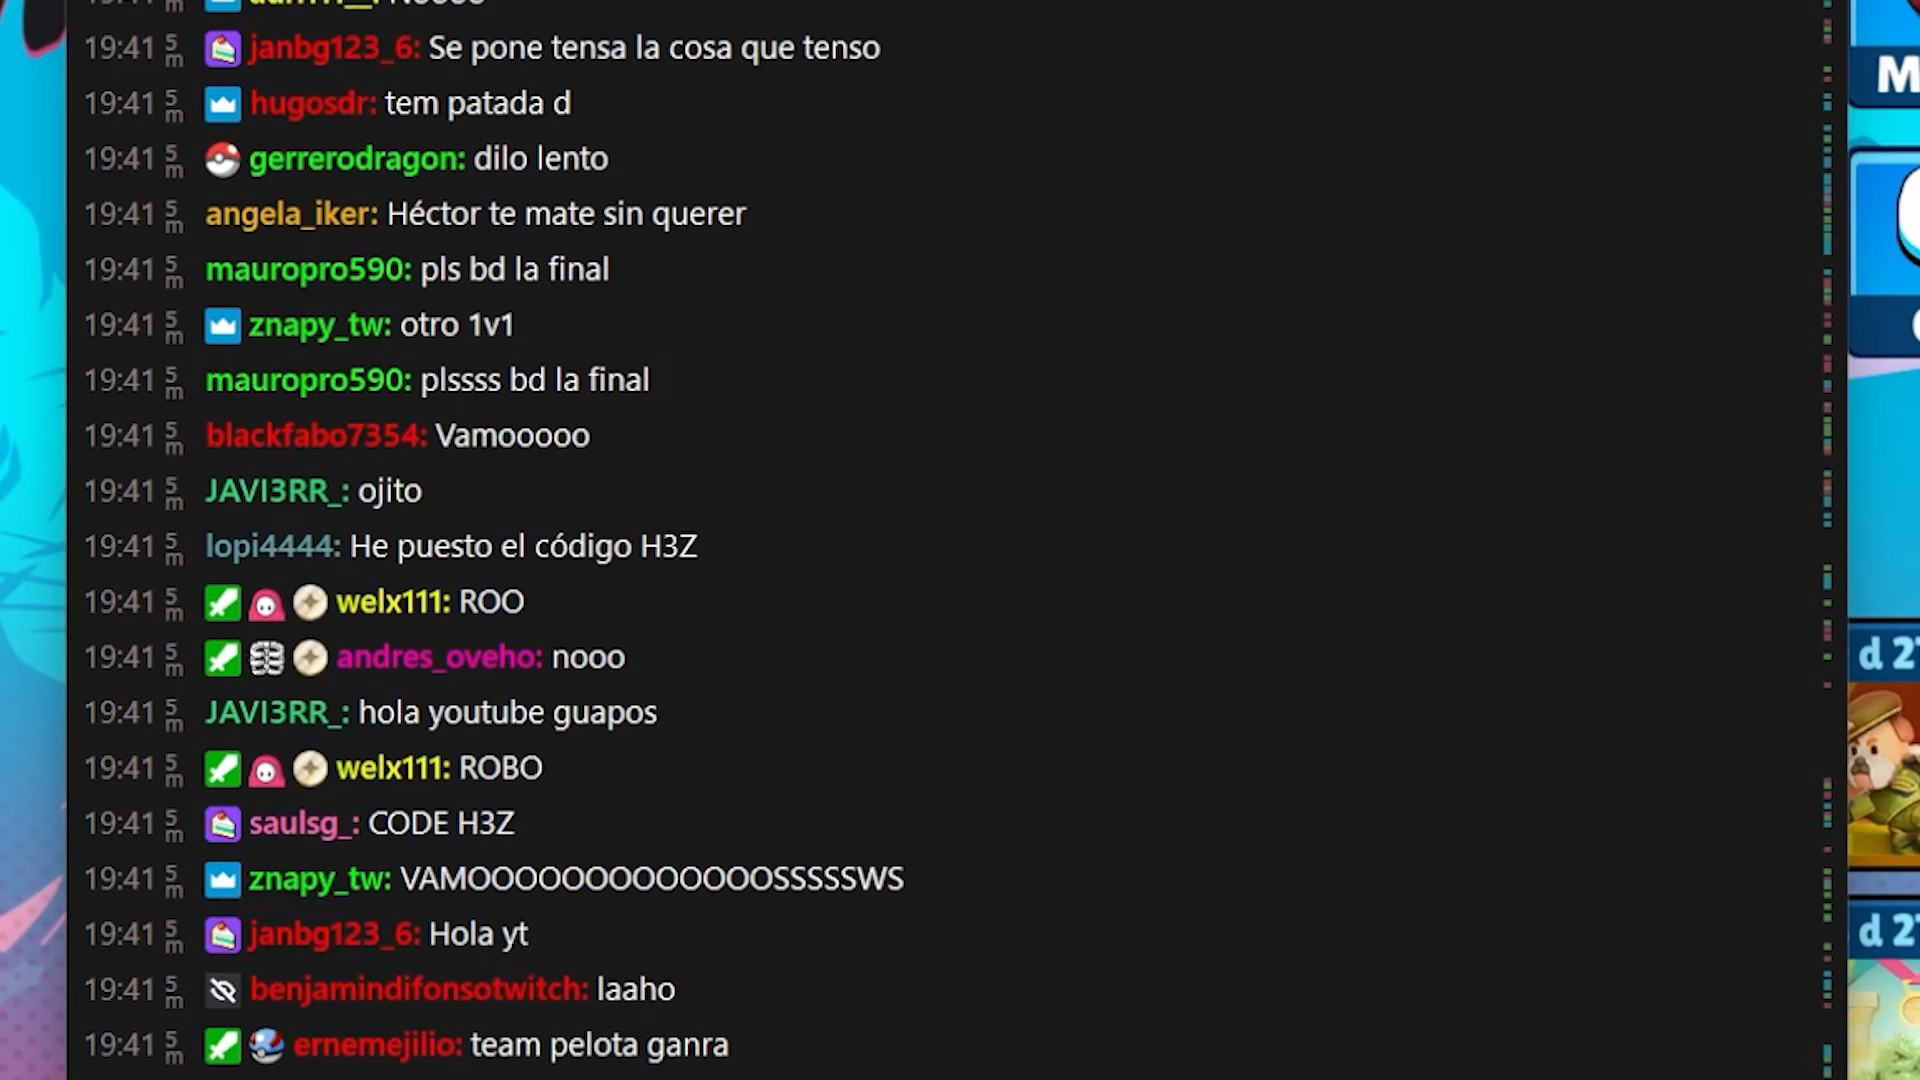 19:41 5m janbg123_6: Se pone tensa la cosa que tenso
19:41 5m hugosdr: tem patada d
19:41 5m gerrerodragon: dilo lento
19:41 5m angela_iker: Héctor te mate sin querer
19:41 5m mauropro590: pls bd la final
19:41 5m znapy_tw: otro 1v1
19:41 5m mauropro590: plssss bd la final
19:41 5m blackfabo7354: Vamooooo
19:41 5m JAVI3RR_: ojito
19:41 5m lopi4444: He puesto el código H3Z
19:41 5m welx111: ROO
19:41 5m andres_oveho: nooo
19:41 5m JAVI3RR_: hola youtube guapos
19:41 5m welx111: ROBO
19:41 5m saulsg_: CODE H3Z
19:41 5m znapy_tw: VAMOOOOOOOOOOOOOSSSSSWS
19:41 5m janbg123_6: Hola yt
19:41 5m benjamindifonsotwitch: laaho
19:41 5m ernemejilio: team pelota ganra
M
d 2
d 2